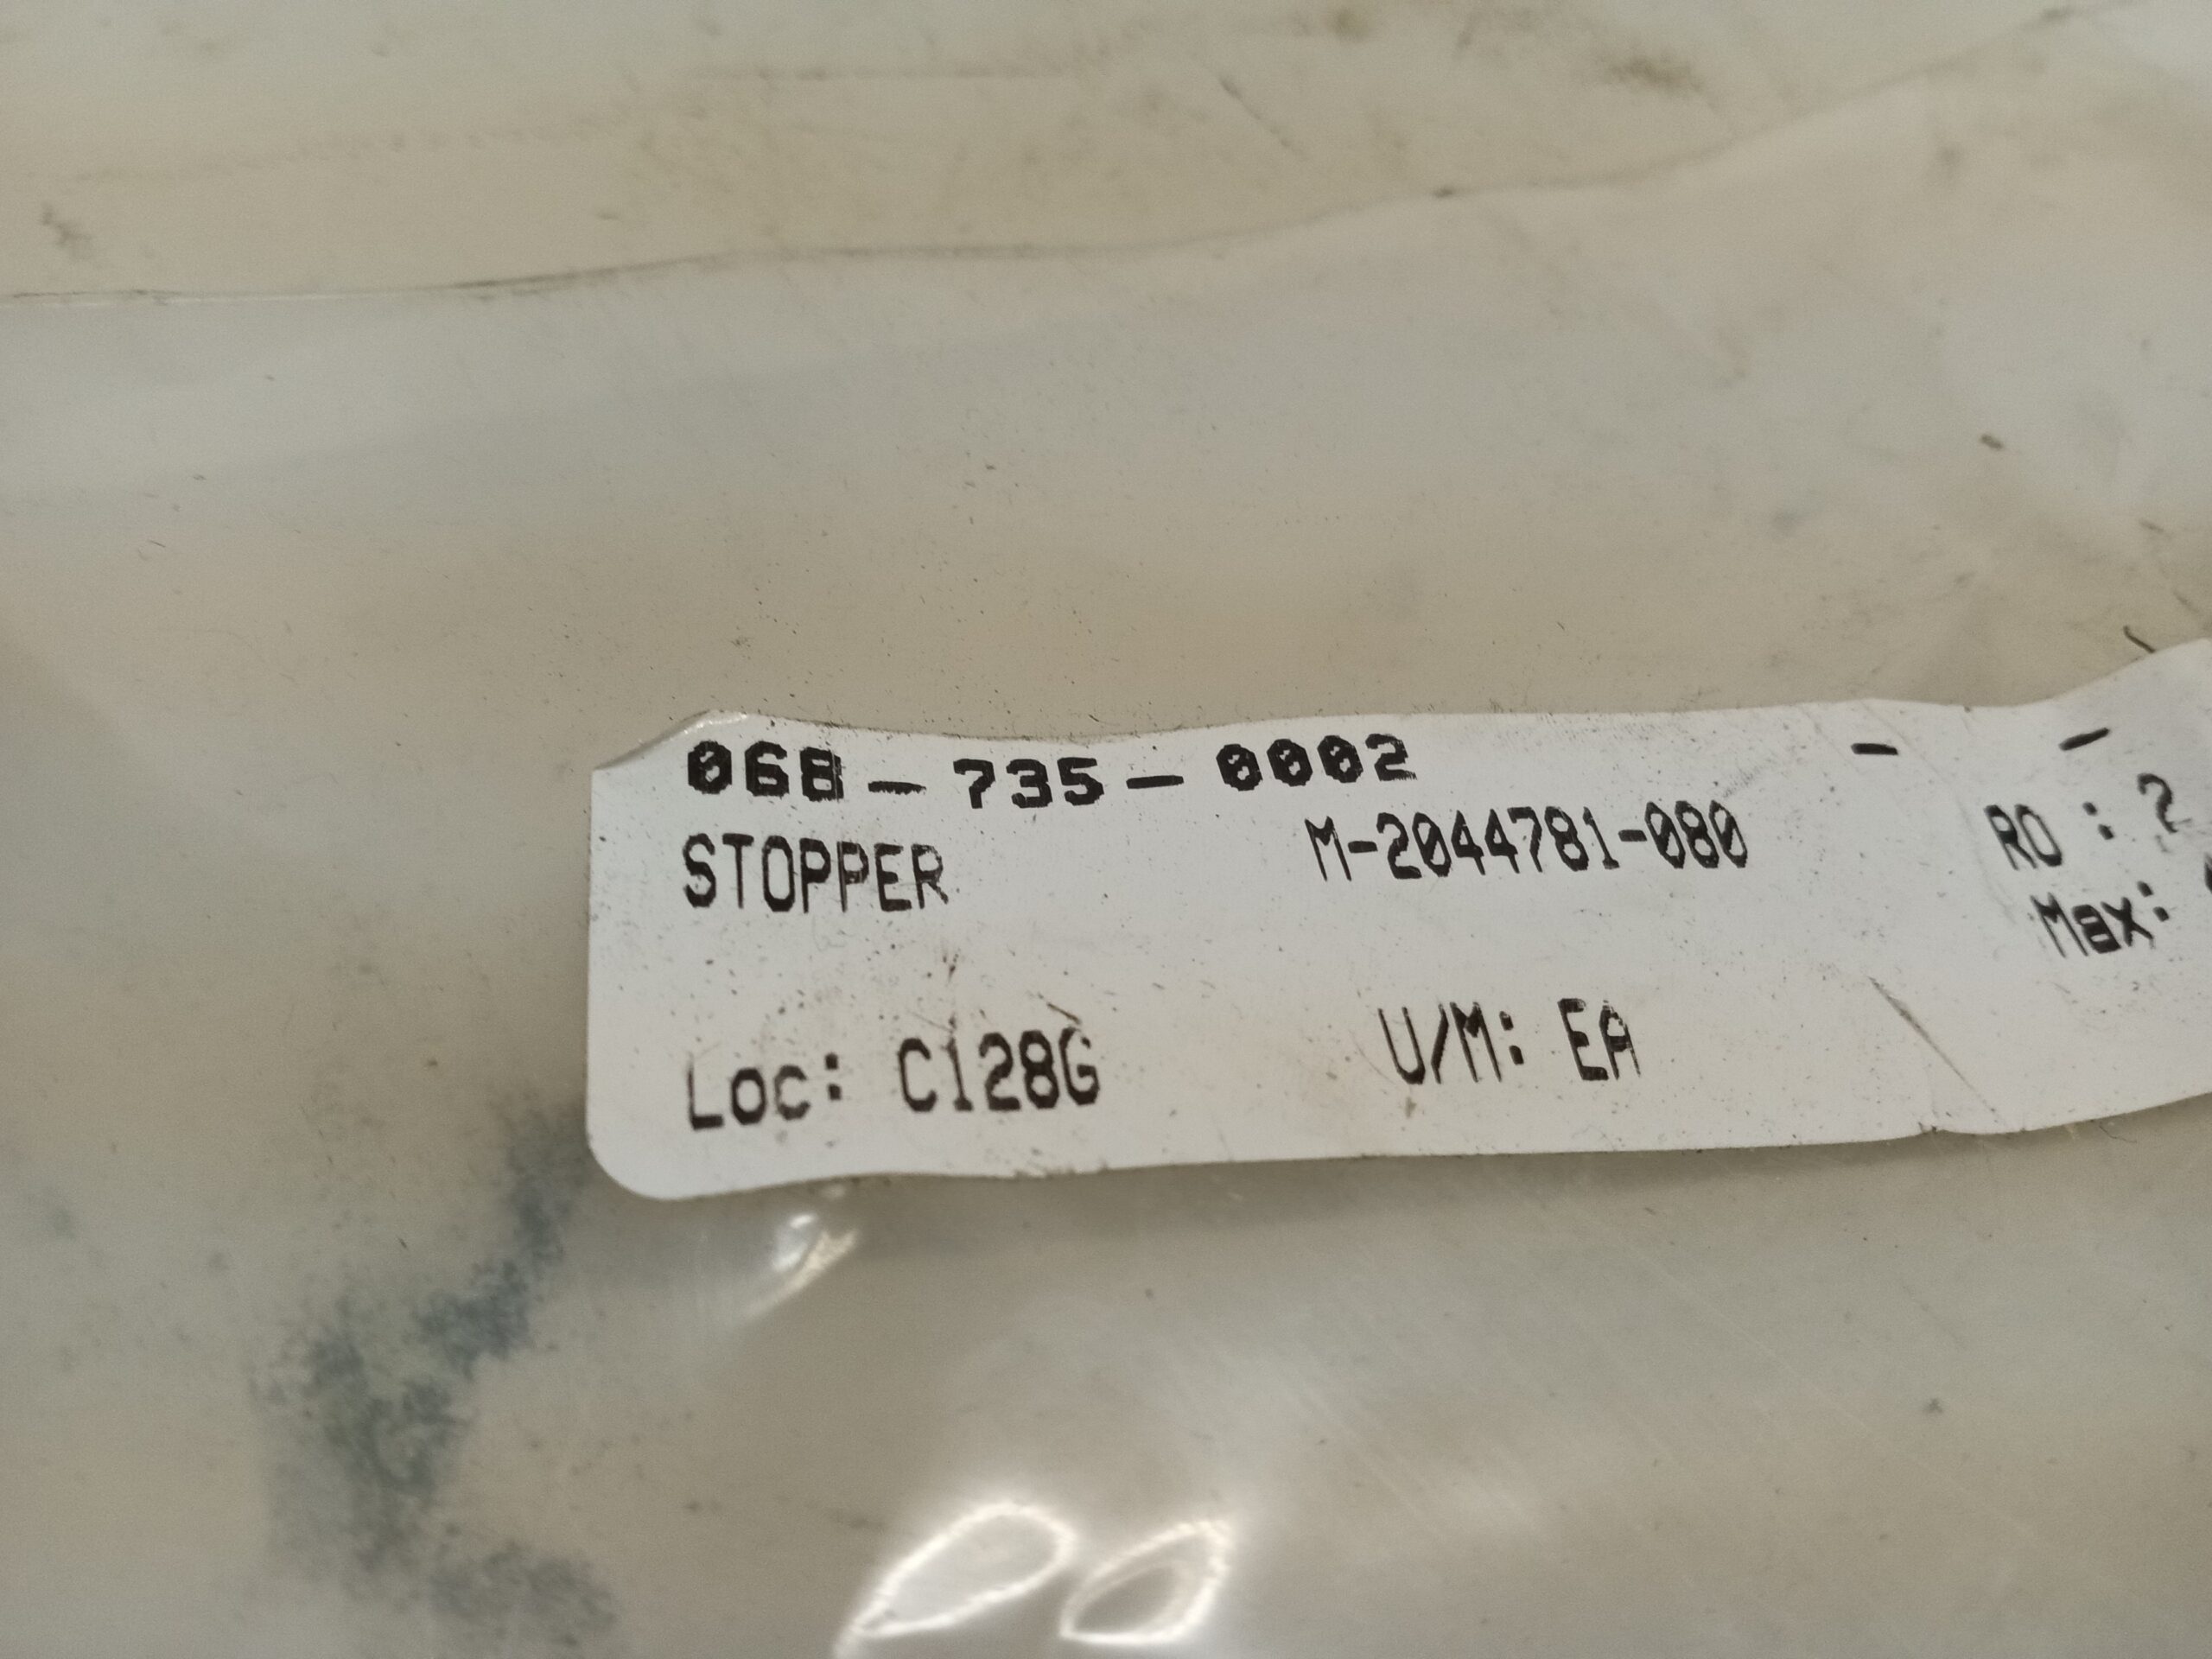 068-735-0002 - -
STOPPER M-2044781-080 RO : 2
Max:
Loc: C128G U/M: EA